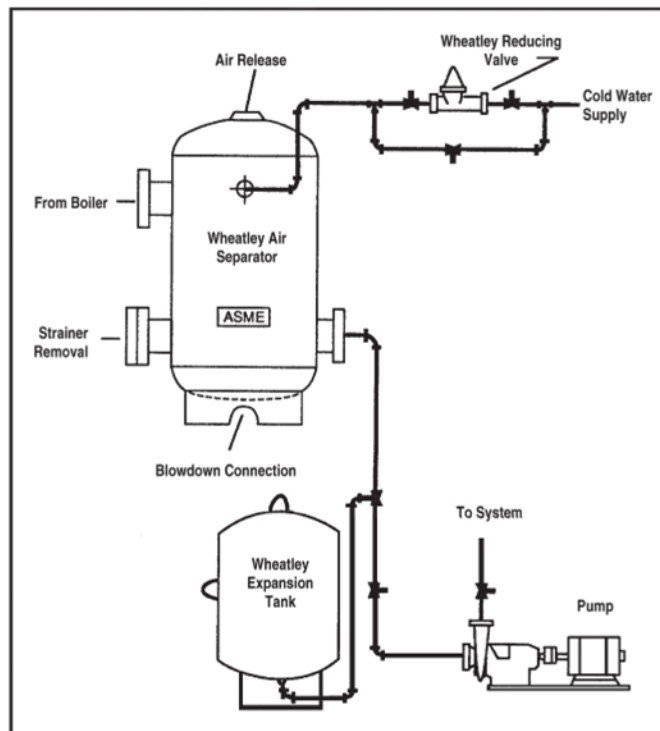 Wheatley Reducing
Valve
Air Release
Cold Water
Supply
From Boiler
Wheatley Air
Separator
ASME
Strainer
Removal
Blowdown Connection
To System
Wheatley
Expansion
Tank
Pump